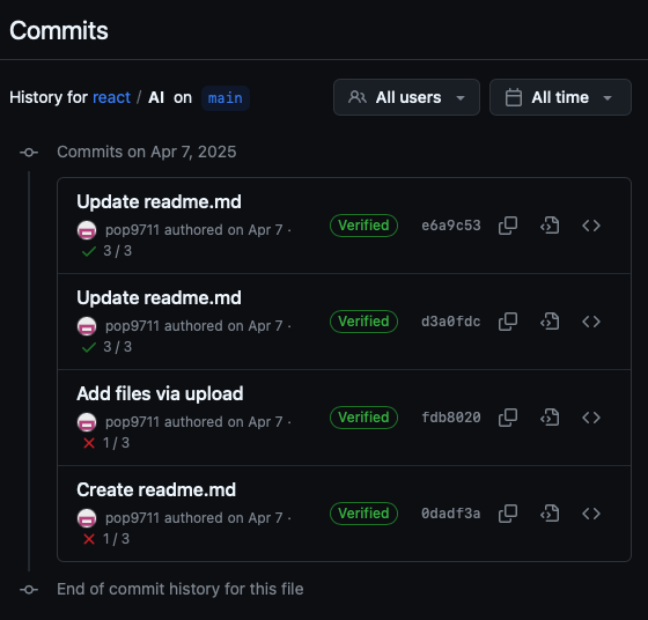 Commits
History for react / AI on main All users All time
Commits on Apr 7, 2025
Update readme.md
pop9711 authored on Apr 7 · Verified e6a9c53
3 / 3
Update readme.md
pop9711 authored on Apr 7 · Verified d3a0fdc
3 / 3
Add files via upload
pop9711 authored on Apr 7 · Verified fdb8020
1 / 3
Create readme.md
pop9711 authored on Apr 7 · Verified 0dadf3a
1 / 3
End of commit history for this file